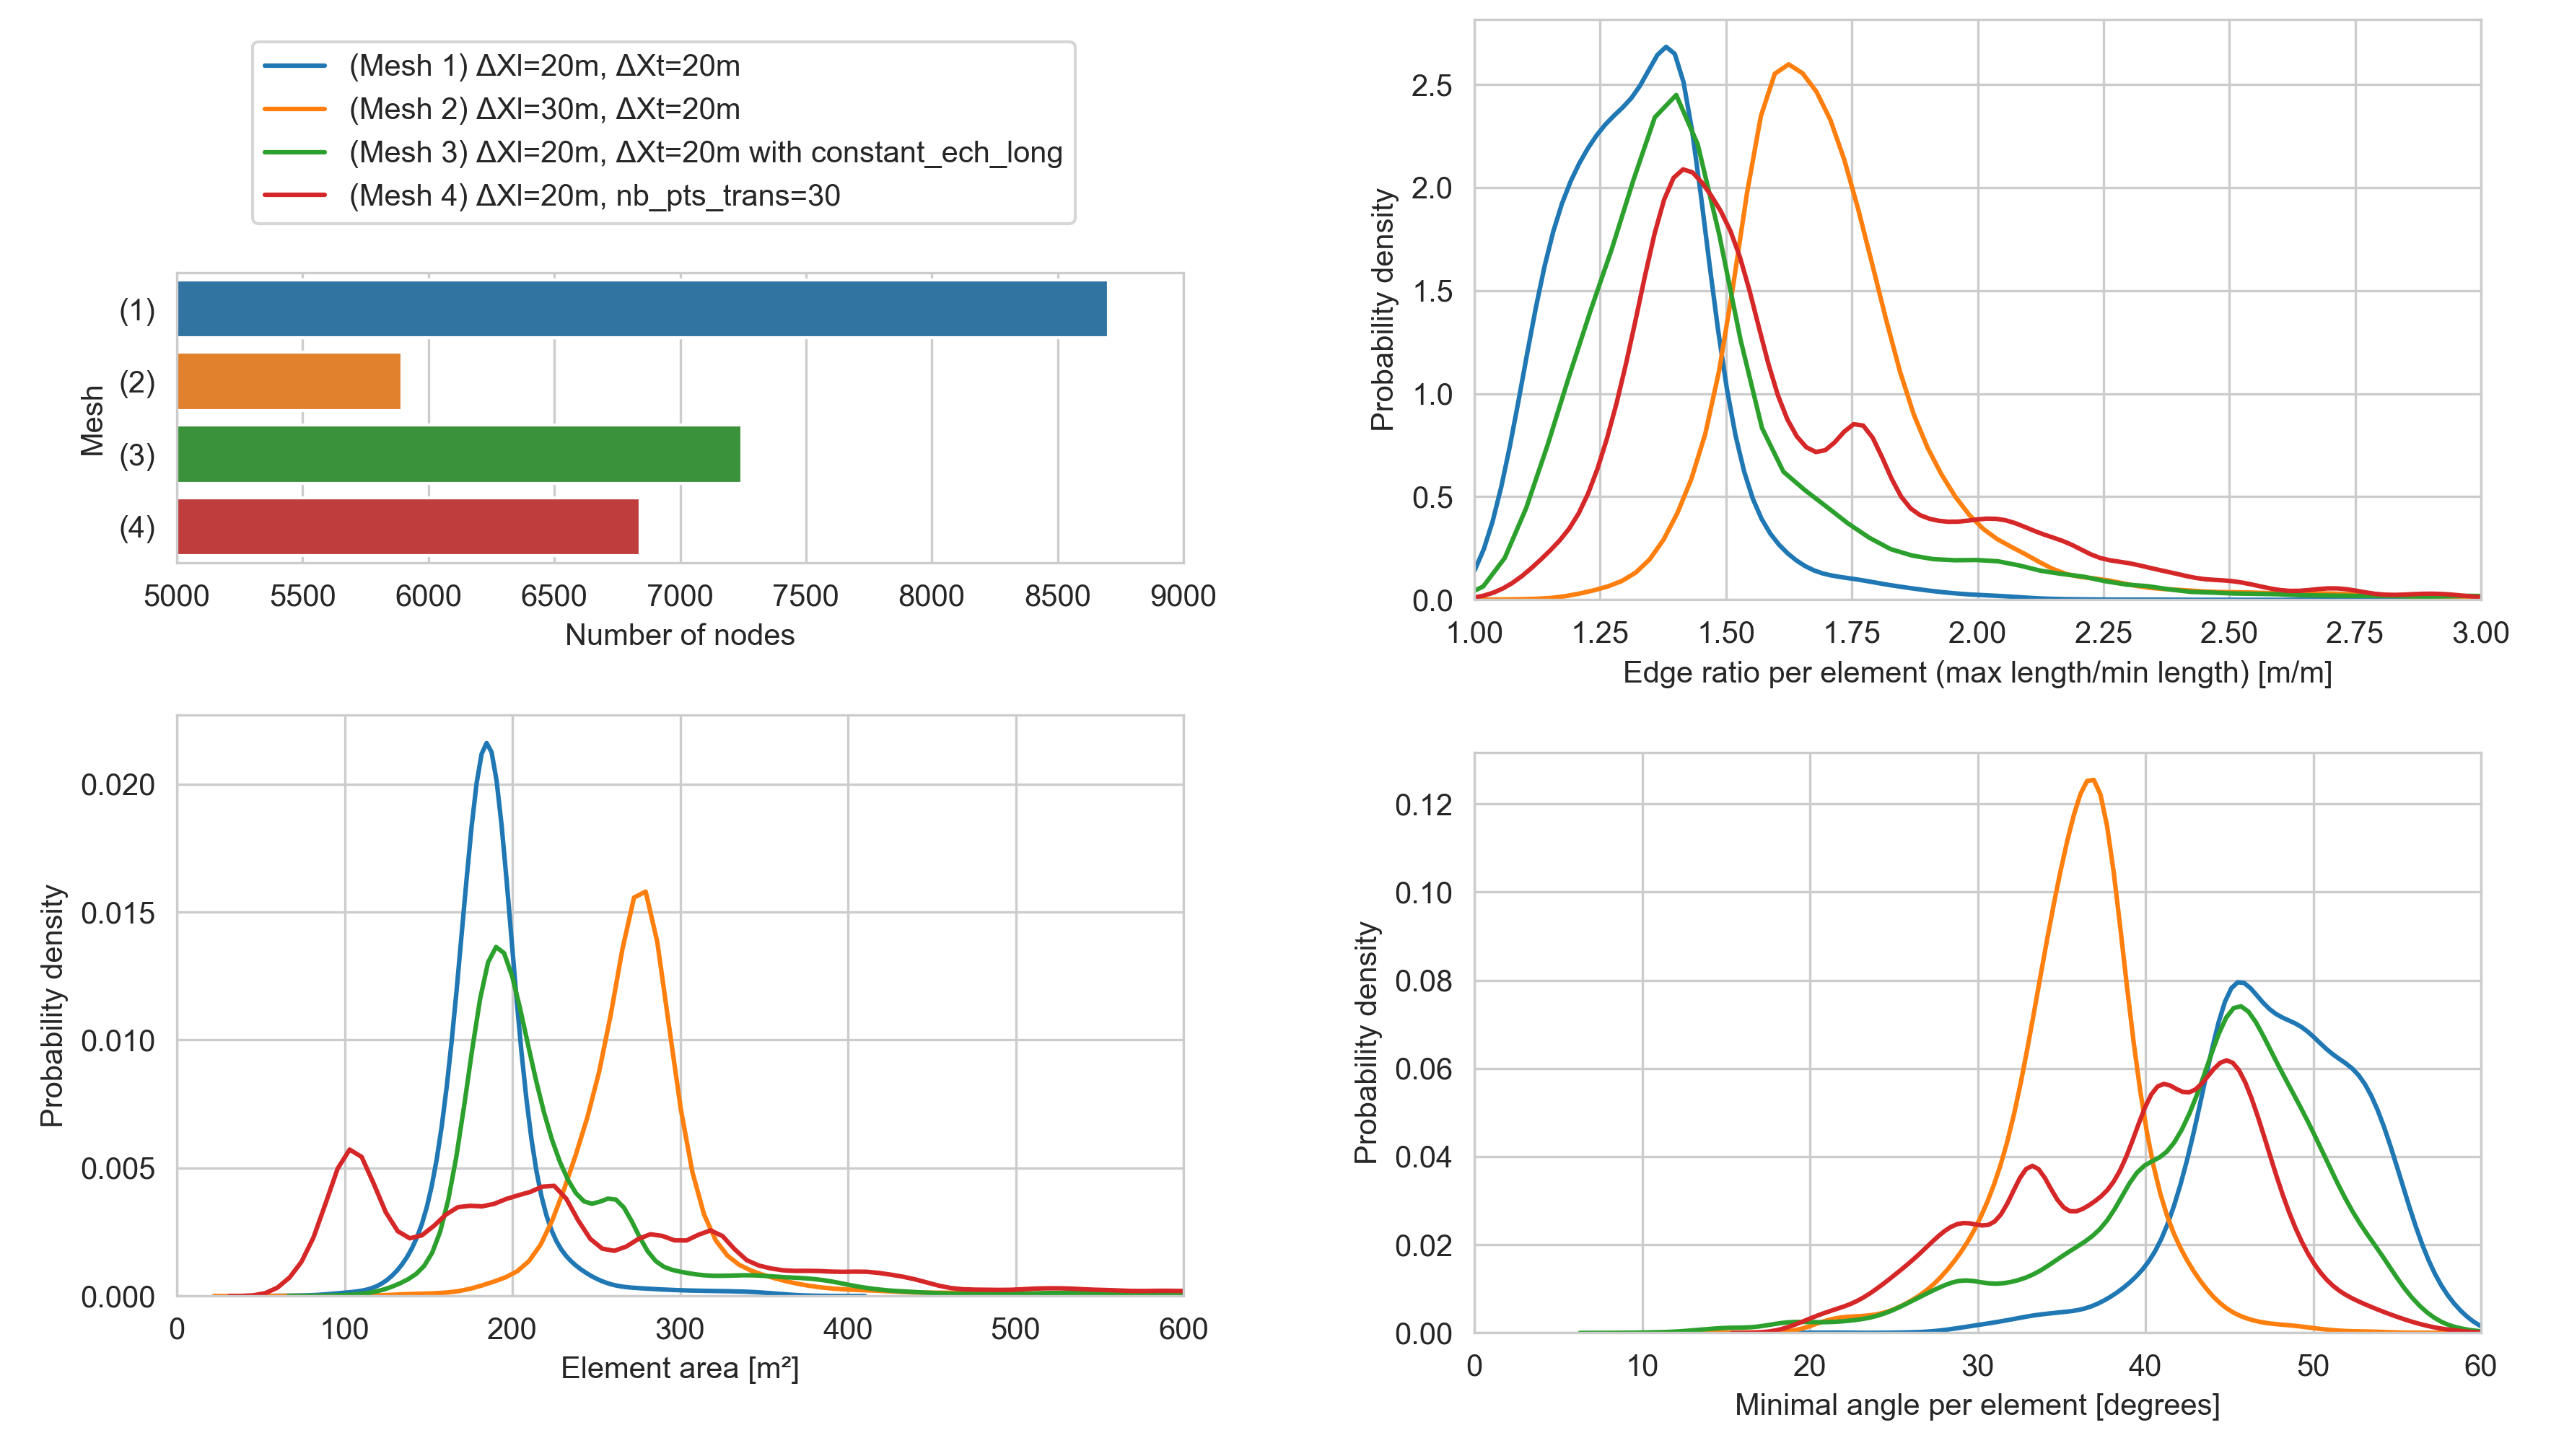 (Mesh 1) ΔXl=20m, ΔXt=20m
(Mesh 2) ΔXl=30m, ΔXt=20m
(Mesh 3) ΔXl=20m, ΔXt=20m with constant_ech_long
(Mesh 4) ΔXl=20m, nb_pts_trans=30
Mesh
(1)
(2)
(3)
(4)
5000 5500 6000 6500 7000 7500 8000 8500 9000
Number of nodes
Probability density
2.5
2.0
1.5
1.0
0.5
0.0
1.00 1.25 1.50 1.75 2.00 2.25 2.50 2.75 3.00
Edge ratio per element (max length/min length) [m/m]
Probability density
0.020
0.015
0.010
0.005
0.000
0 100 200 300 400 500 600
Element area [m²]
Probability density
0.12
0.10
0.08
0.06
0.04
0.02
0.00
0 10 20 30 40 50 60
Minimal angle per element [degrees]